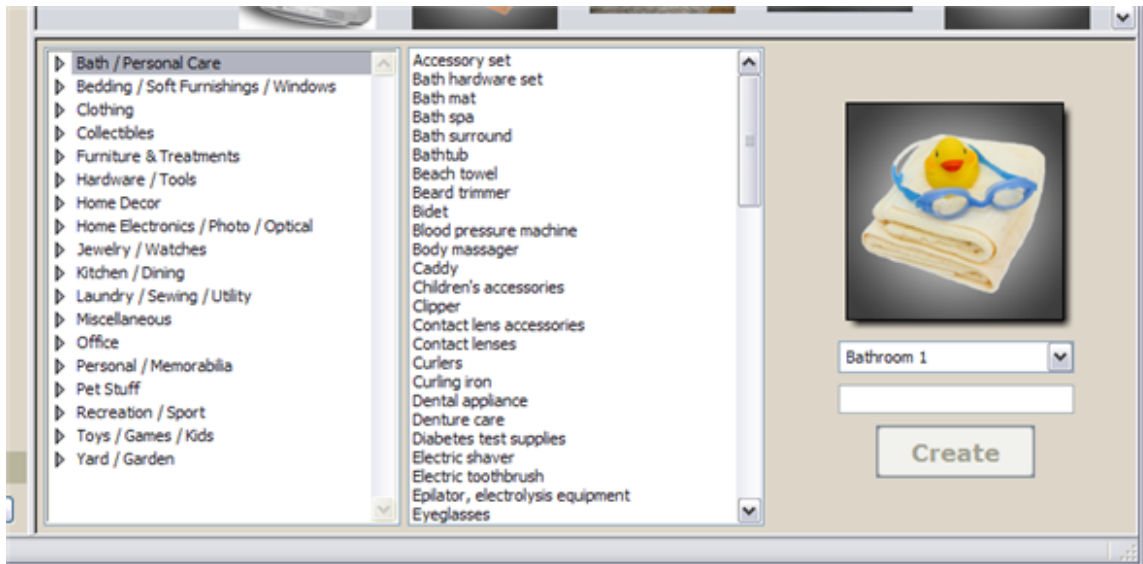 Bath / Personal Care
Bedding / Soft Furnishings / Windows
Clothing
Collectibles
Furniture & Treatments
Hardware / Tools
Home Decor
Home Electronics / Photo / Optical
Jewelry / Watches
Kitchen / Dining
Laundry / Sewing / Utility
Miscellaneous
Office
Personal / Memorabilia
Pet Stuff
Recreation / Sport
Toys / Games / Kids
Yard / Garden
Accessory set
Bath hardware set
Bath mat
Bath spa
Bath surround
Bathtub
Beach towel
Beard trimmer
Bidet
Blood pressure machine
Body massager
Caddy
Children's accessories
Clipper
Contact lens accessories
Contact lenses
Curlers
Curling iron
Dental appliance
Denture care
Diabetes test supplies
Electric shaver
Electric toothbrush
Epilator, electrolysis equipment
Eyeglasses
Bathroom 1
Create